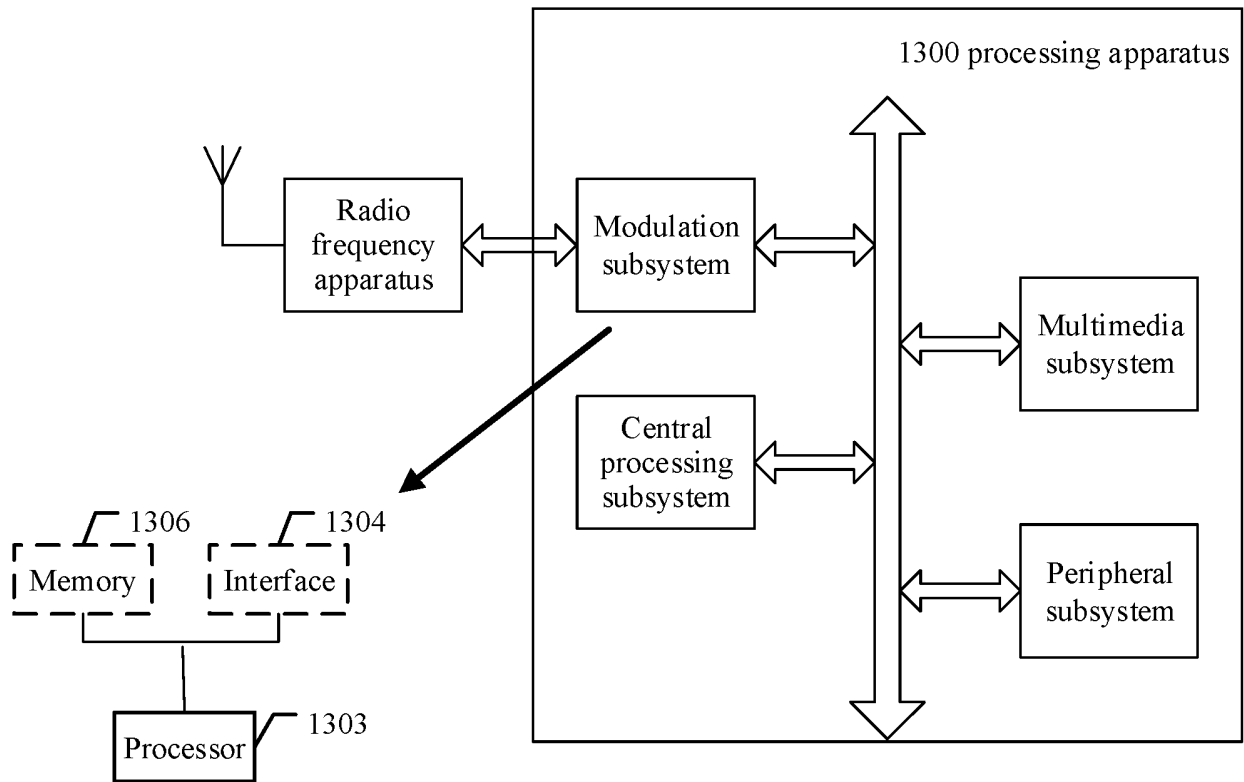 1300 processing apparatus
Radio
frequency
apparatus
Modulation
subsystem
Multimedia
subsystem
Central
processing
subsystem
1306
1304
Memory
Interface
Peripheral
subsystem
1303
Processor